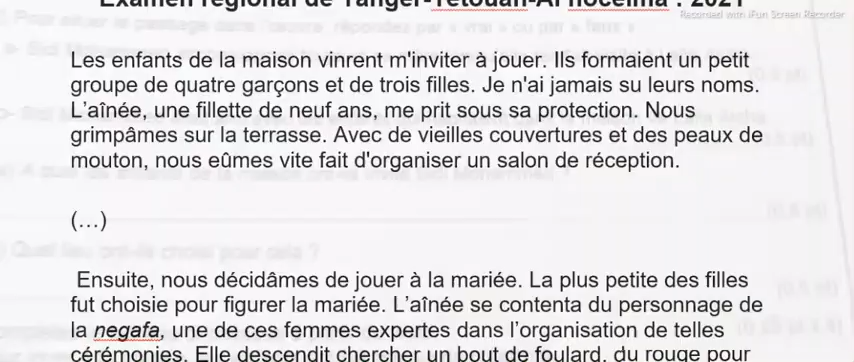 Examen régional de Tanger-Tétouan-Al hoceima : 2021
Recorded with iFun Screen Recorder
Les enfants de la maison vinrent m'inviter à jouer. Ils formaient un petit
groupe de quatre garçons et de trois filles. Je n'ai jamais su leurs noms.
L’aînée, une fillette de neuf ans, me prit sous sa protection. Nous
grimpâmes sur la terrasse. Avec de vieilles couvertures et des peaux de
mouton, nous eûmes vite fait d'organiser un salon de réception.
(…)
Ensuite, nous décidâmes de jouer à la mariée. La plus petite des filles
fut choisie pour figurer la mariée. L’aînée se contenta du personnage de
la negafa, une de ces femmes expertes dans l’organisation de telles
cérémonies. Elle descendit chercher un bout de foulard, du rouge pour